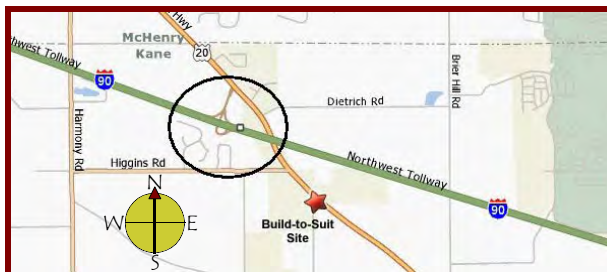 Hwy
McHenry
Kane
20
hwest Tollway
90
Harmony Rd
Dietrich Rd
Brier Hill Rd
Higgins Rd
Northwest Tollway
90
N
W E
S
Build-to-Suit
Site